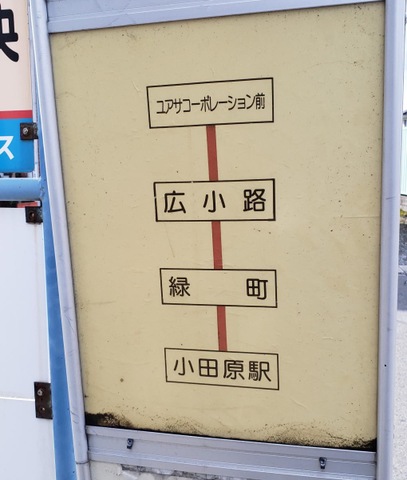 ユアサコーポレーション前
広小路
緑町
小田原駅
ス